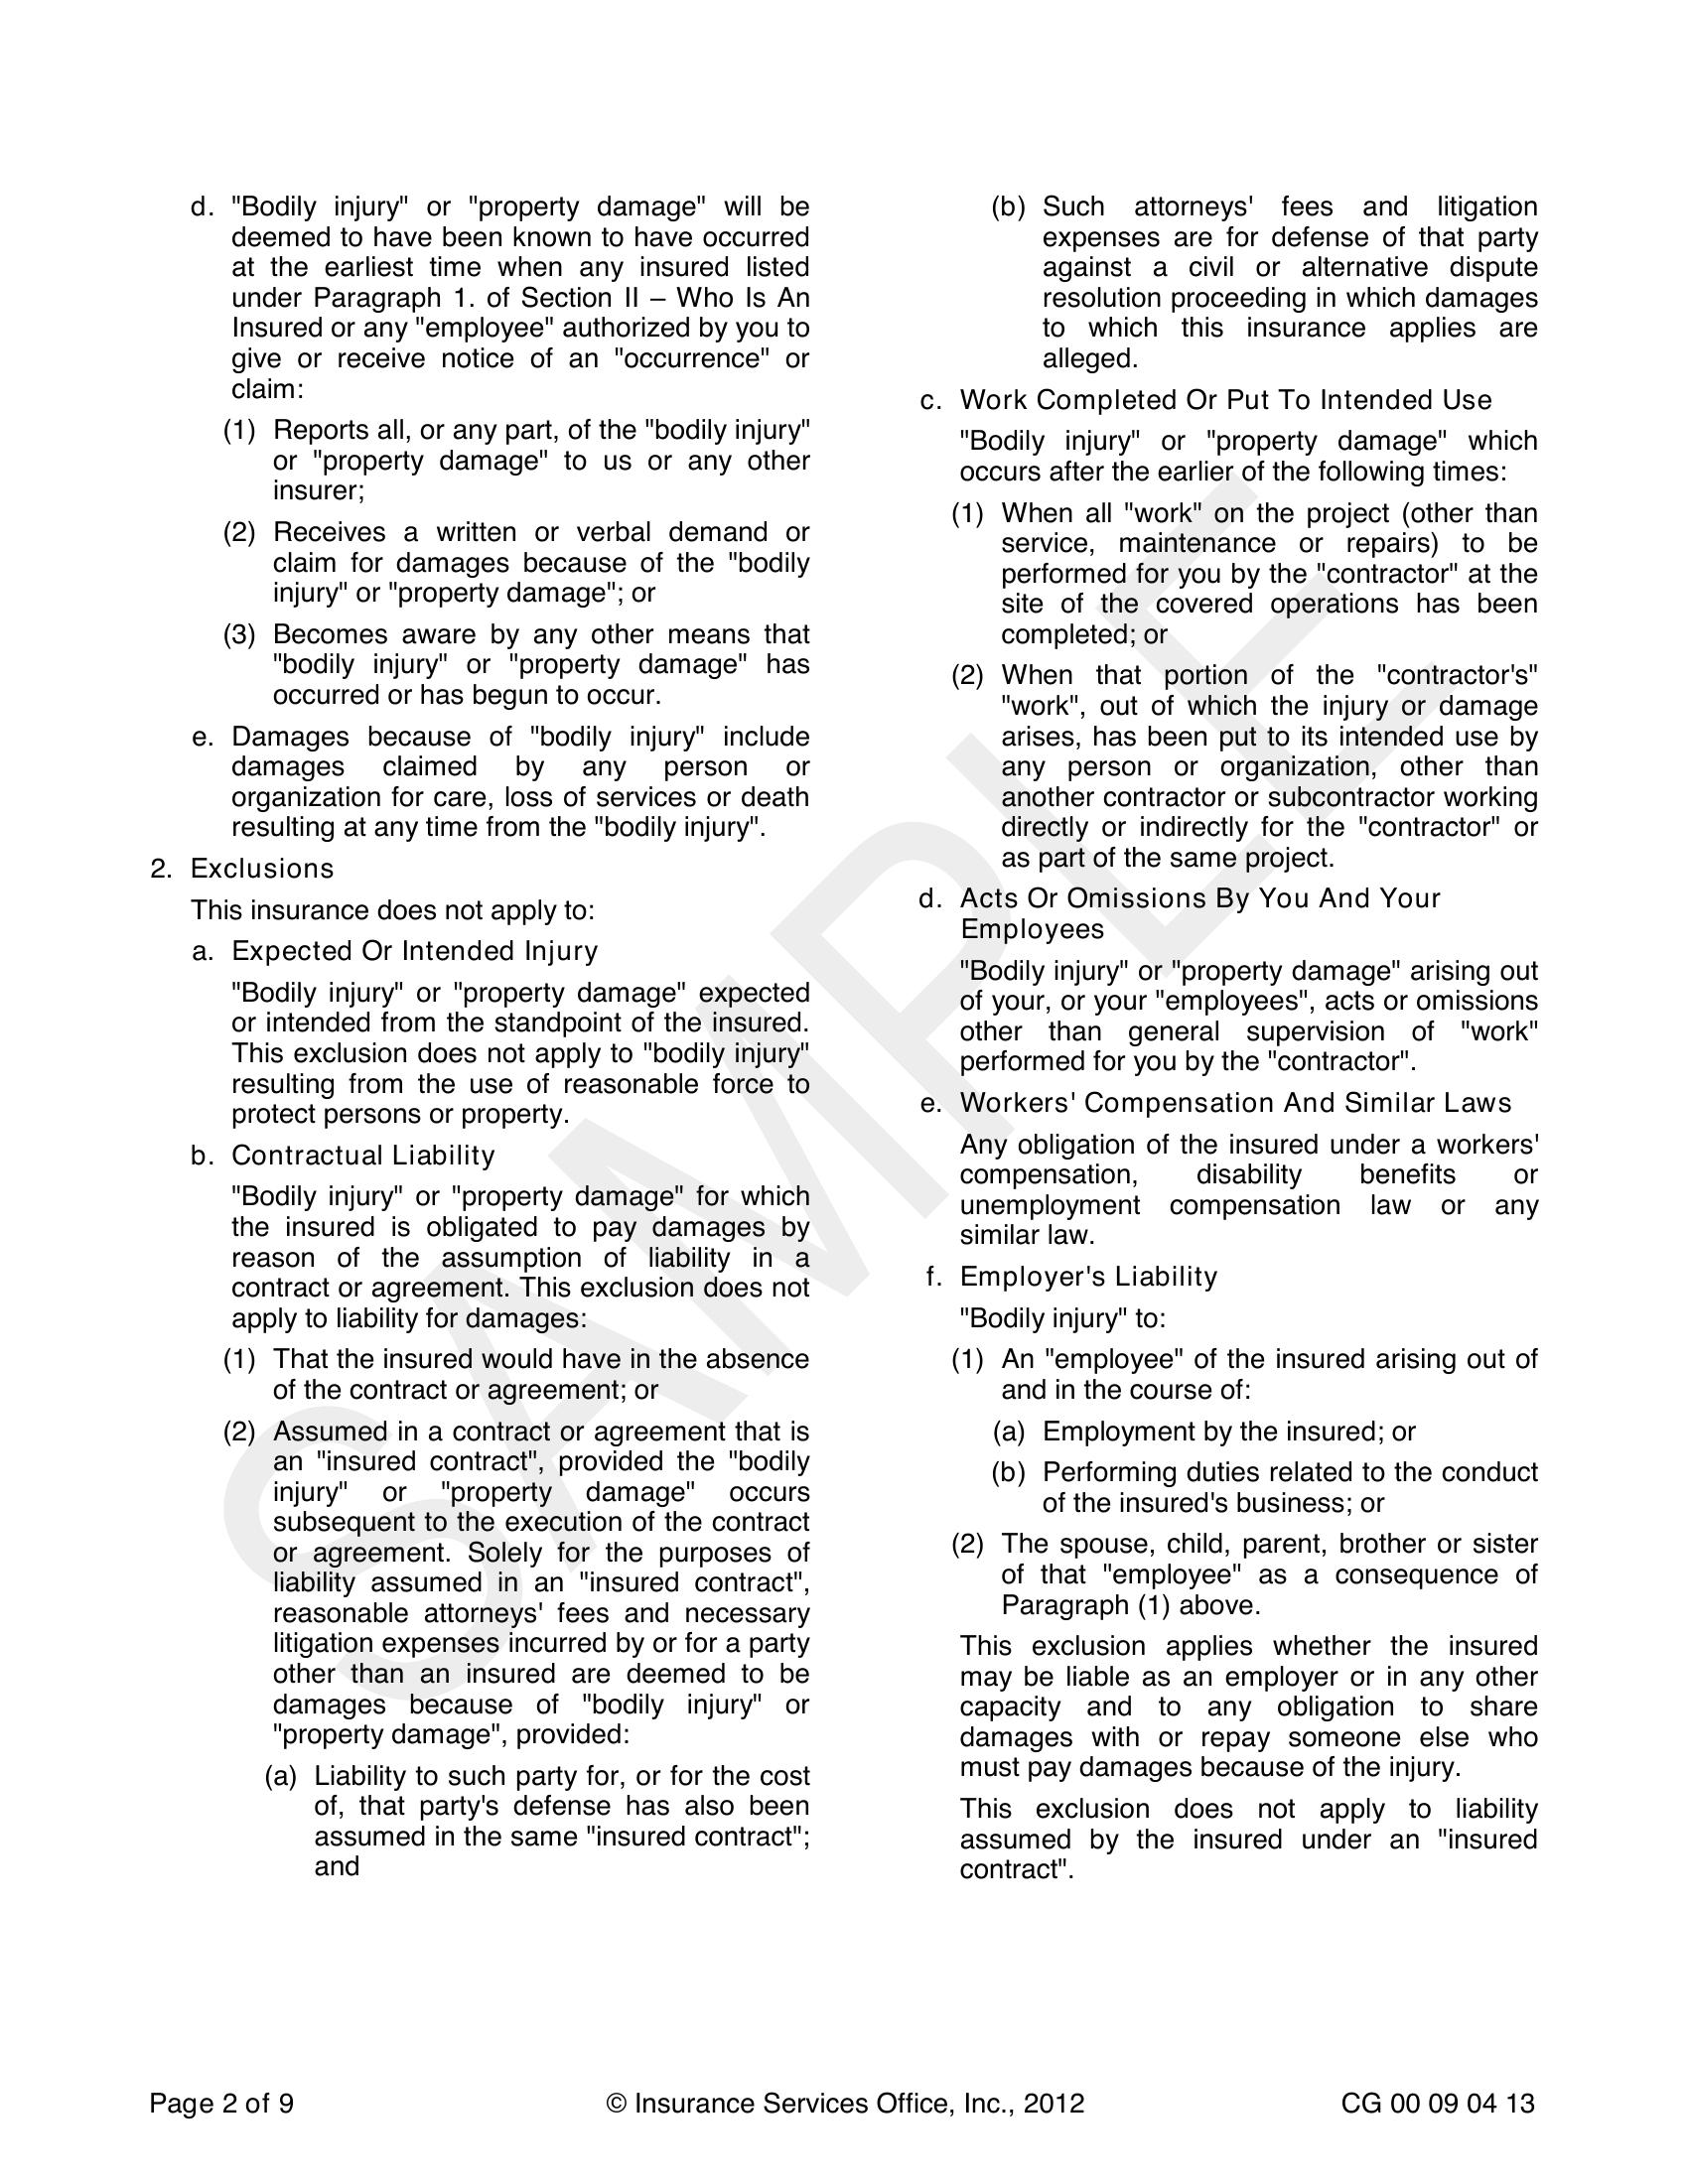 d. "Bodily injury" or "property damage" will be
deemed to have been known to have occurred
at the earliest time when any insured listed
under Paragraph 1. of Section II – Who Is An
Insured or any "employee" authorized by you to
give or receive notice of an "occurrence" or
claim:
(1) Reports all, or any part, of the "bodily injury"
or "property damage" to us or any other
insurer;
(2) Receives a written or verbal demand or
claim for damages because of the "bodily
injury" or "property damage"; or
(3) Becomes aware by any other means that
"bodily injury" or "property damage" has
occurred or has begun to occur.
e. Damages because of "bodily injury" include
damages claimed by any person or
organization for care, loss of services or death
resulting at any time from the "bodily injury".
2. Exclusions
This insurance does not apply to:
a. Expected Or Intended Injury
"Bodily injury" or "property damage" expected
or intended from the standpoint of the insured.
This exclusion does not apply to "bodily injury"
resulting from the use of reasonable force to
protect persons or property.
b. Contractual Liability
"Bodily injury" or "property damage" for which
the insured is obligated to pay damages by
reason of the assumption of liability in a
contract or agreement. This exclusion does not
apply to liability for damages:
(1) That the insured would have in the absence
of the contract or agreement; or
(2) Assumed in a contract or agreement that is
an "insured contract", provided the "bodily
injury" or "property damage" occurs
subsequent to the execution of the contract
or agreement. Solely for the purposes of
liability assumed in an "insured contract",
reasonable attorneys' fees and necessary
litigation expenses incurred by or for a party
other than an insured are deemed to be
damages because of "bodily injury" or
"property damage", provided:
(a) Liability to such party for, or for the cost
of, that party's defense has also been
assumed in the same "insured contract";
and
(b) Such attorneys' fees and litigation
expenses are for defense of that party
against a civil or alternative dispute
resolution proceeding in which damages
to which this insurance applies are
alleged.
c. Work Completed Or Put To Intended Use
"Bodily injury" or "property damage" which
occurs after the earlier of the following times:
(1) When all "work" on the project (other than
service, maintenance or repairs) to be
performed for you by the "contractor" at the
site of the covered operations has been
completed; or
(2) When that portion of the "contractor's"
"work", out of which the injury or damage
arises, has been put to its intended use by
any person or organization, other than
another contractor or subcontractor working
directly or indirectly for the "contractor" or
as part of the same project.
d. Acts Or Omissions By You And Your
Employees
"Bodily injury" or "property damage" arising out
of your, or your "employees", acts or omissions
other than general supervision of "work"
performed for you by the "contractor".
e. Workers' Compensation And Similar Laws
Any obligation of the insured under a workers'
compensation, disability benefits or
unemployment compensation law or any
similar law.
f. Employer's Liability
"Bodily injury" to:
(1) An "employee" of the insured arising out of
and in the course of:
(a) Employment by the insured; or
(b) Performing duties related to the conduct
of the insured's business; or
(2) The spouse, child, parent, brother or sister
of that "employee" as a consequence of
Paragraph (1) above.
This exclusion applies whether the insured
may be liable as an employer or in any other
capacity and to any obligation to share
damages with or repay someone else who
must pay damages because of the injury.
This exclusion does not apply to liability
assumed by the insured under an "insured
contract".
SAMPLE
Page 2 of 9 © Insurance Services Office, Inc., 2012 CG 00 09 04 13